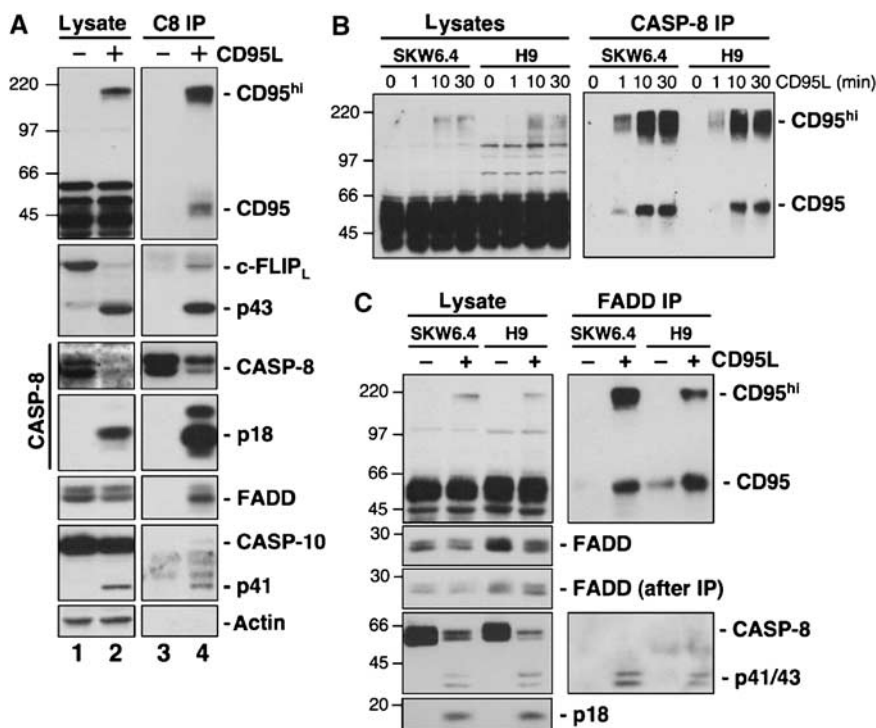 A
Lysate C8 IP
− + − + CD95L
220
97
66
45
- CD95hi
- CD95
- c-FLIPL
- p43
CASP-8
- CASP-8
- p18
- FADD
- CASP-10
- p41
-Actin
1 2 3 4
B
Lysates CASP-8 IP
SKW6.4 H9 SKW6.4 H9
0 1 10 30 0 1 10 30 0 1 10 30 0 1 10 30 CD95L (min)
220
97
66
45
- CD95hi
- CD95
C
Lysate FADD IP
SKW6.4 H9 SKW6.4 H9
− + − + − + − + CD95L
220
97
66
45
- CD95hi
- CD95
30
- FADD
30
- FADD (after IP)
66
45
- CASP-8
- p41/43
20
- p18